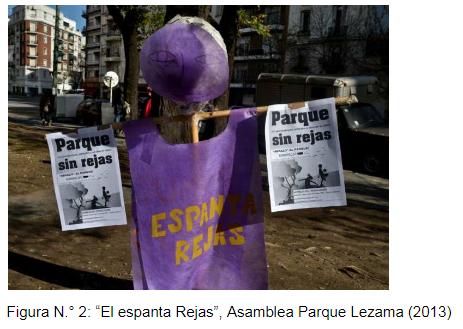 Parque
sin rejas
Parque
sin rejas
ESPANTA
REJAS
Figura N.° 2: “El espanta Rejas”, Asamblea Parque Lezama (2013)